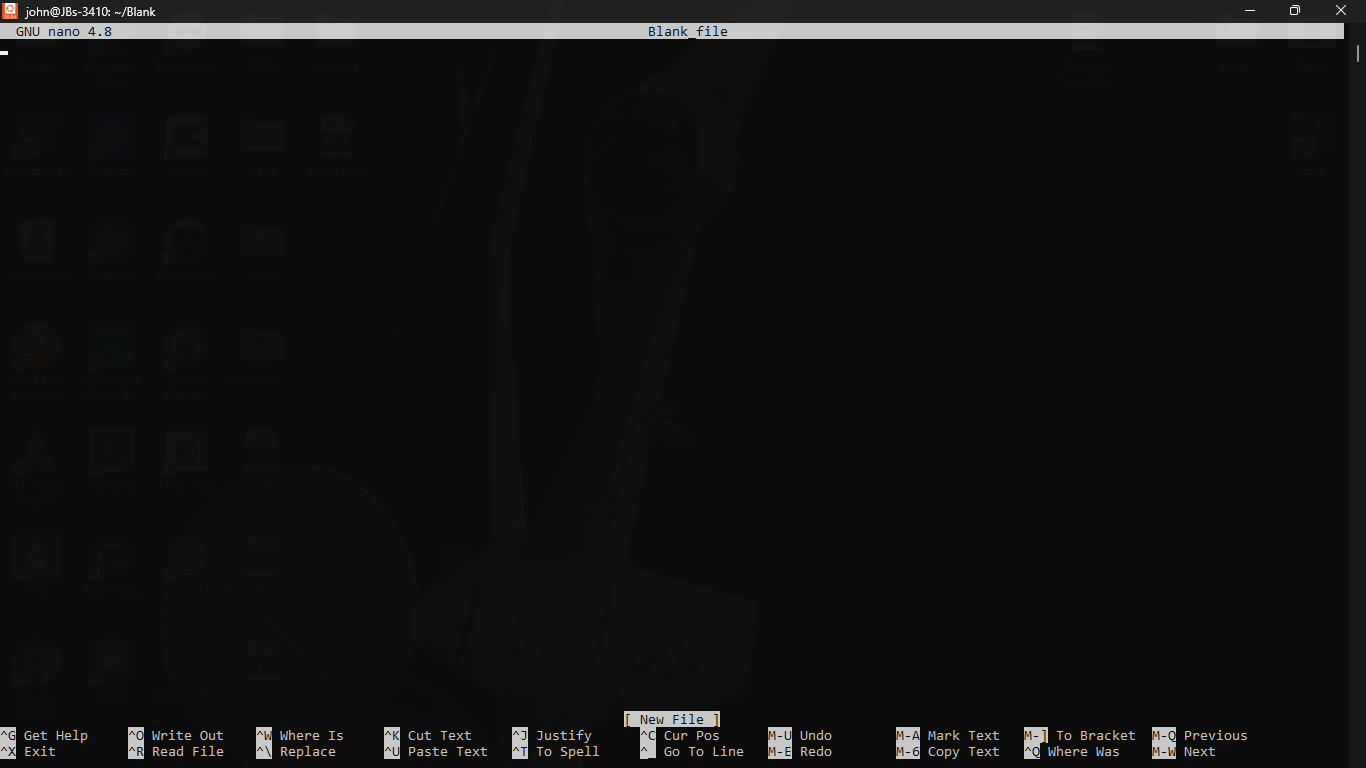 john@JBs-3410: ~/Blank
GNU nano 4.8 Blank_file
[ New File ]
^G Get Help ^O Write Out ^W Where Is ^K Cut Text ^J Justify ^C Cur Pos M-U Undo M-A Mark Text M-] To Bracket M-Q Previous
^X Exit ^R Read File ^\ Replace ^U Paste Text ^T To Spell ^_ Go To Line M-E Redo M-6 Copy Text ^Q Where Was M-W Next